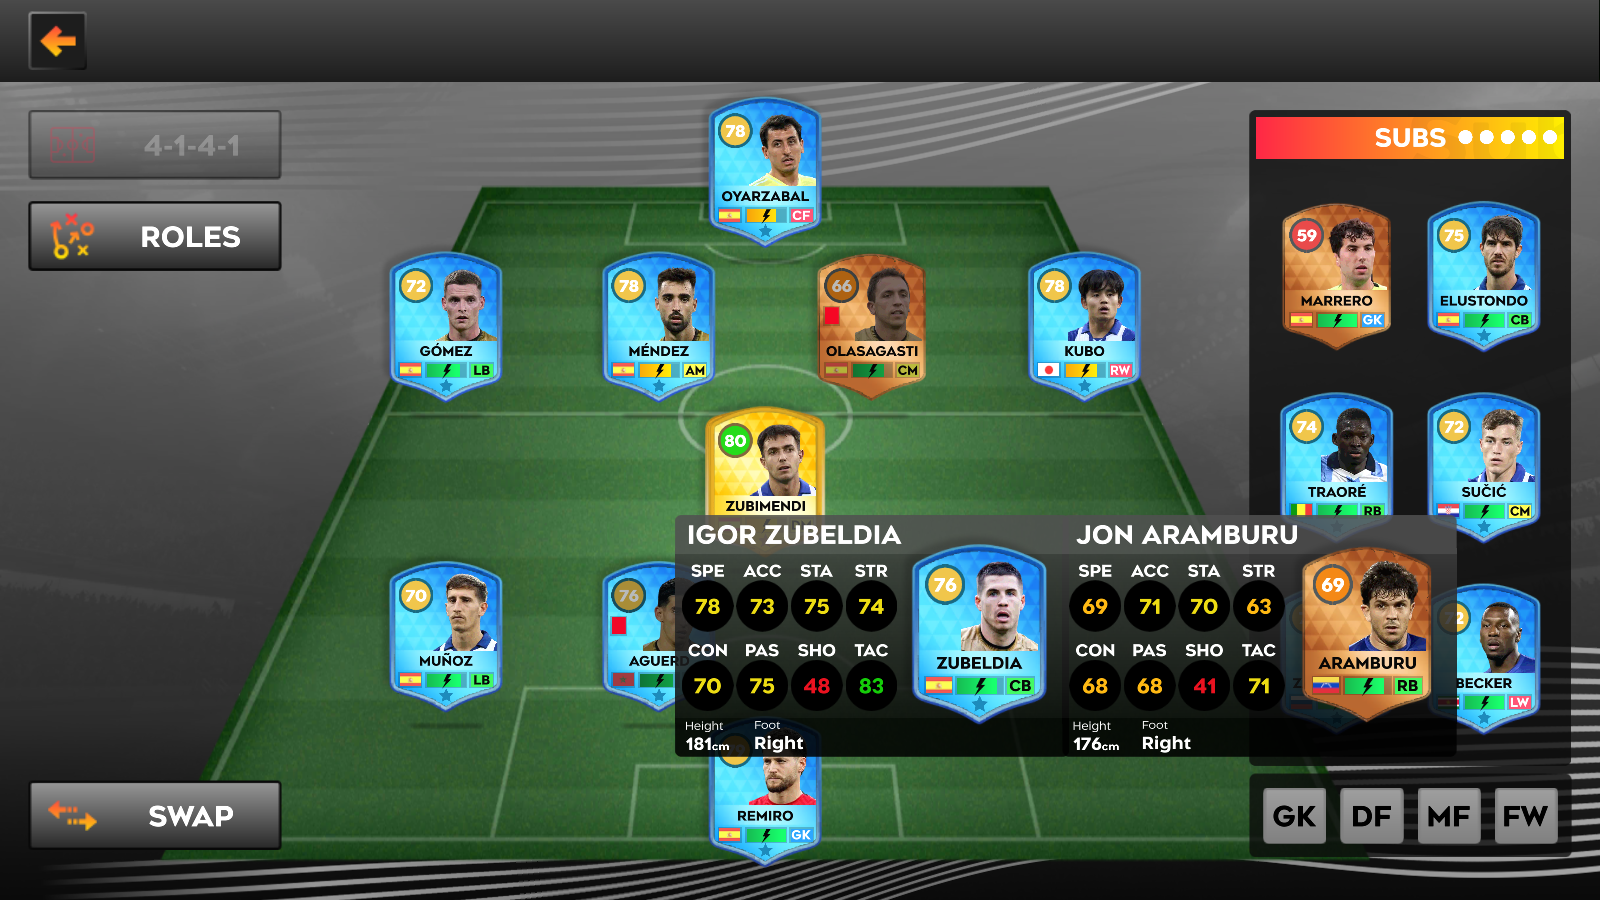 4-1-4-1
ROLES
SWAP
78
OYARZABAL
CF
72
GÓMEZ
LB
78
MÉNDEZ
AM
66
OLASAGASTI
CM
78
KUBO
RW
80
ZUBIMENDI
70
MUÑOZ
LB
76
AGUERD
REMIRO
GK
SUBS
59
MARRERO
GK
75
ELUSTONDO
CB
74
TRAORÉ
RB
72
SUČIĆ
CM
BECKER
LW
IGOR ZUBELDIA
SPE ACC STA STR
78 73 75 74
CON PAS SHO TAC
70 75 48 83
Height Foot
181cm Right
76
ZUBELDIA
CB
JON ARAMBURU
SPE ACC STA STR
69 71 70 63
CON PAS SHO TAC
68 68 41 71
Height Foot
176cm Right
69
ARAMBURU
RB
GK DF MF FW